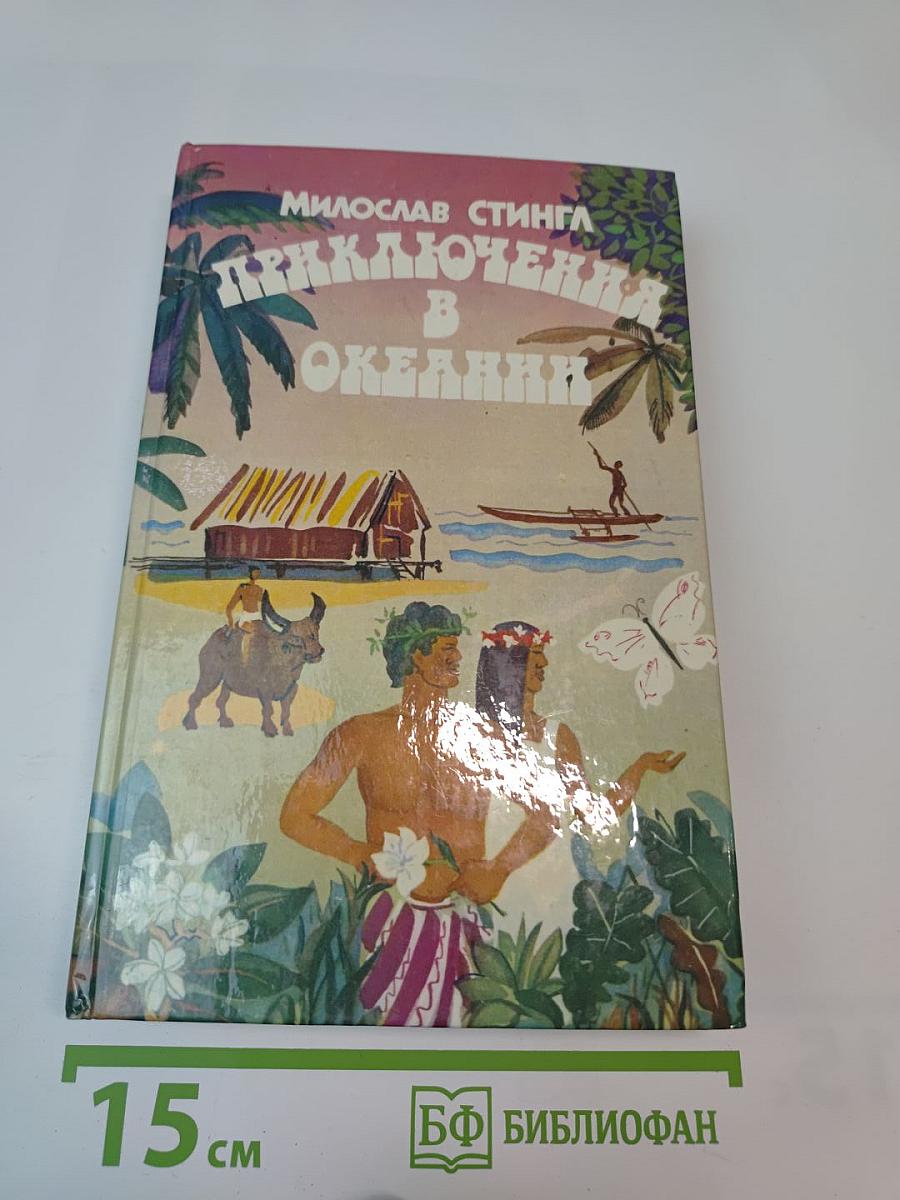 МИЛОСЛАВ СТИНГЛ
ПРИКЛЮЧЕНИЯ
В
ОКЕАНИИ
15 см
БФ БИБЛИОФАН